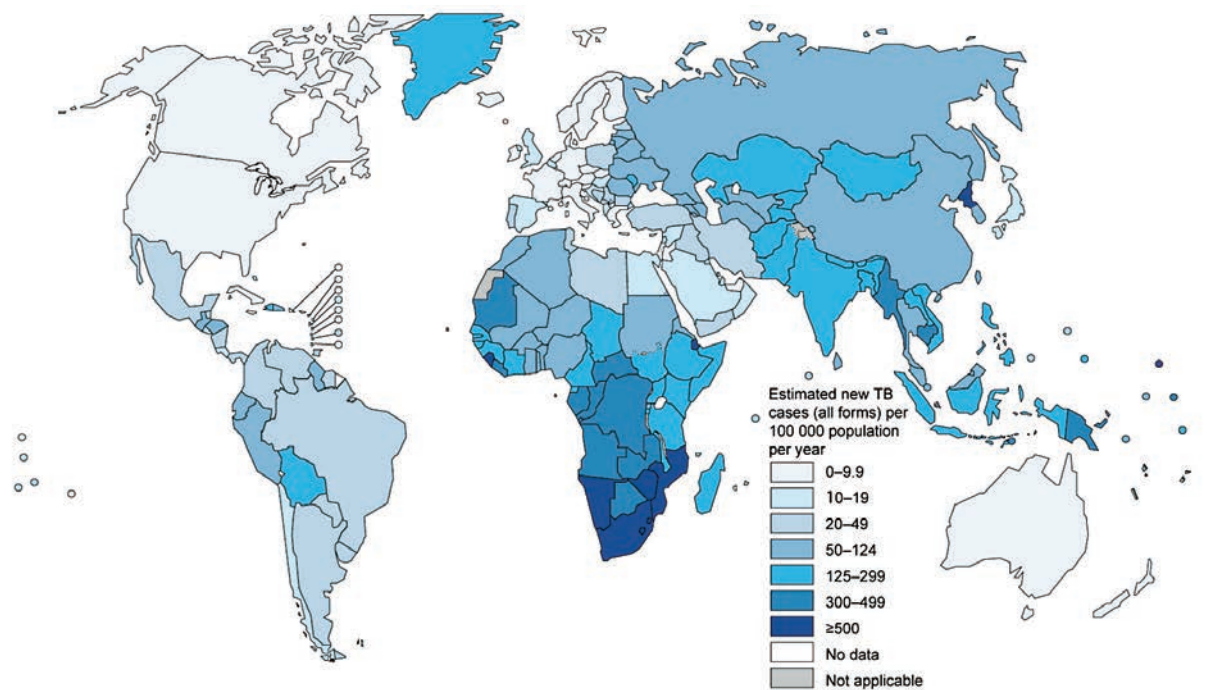 Estimated new TB
cases (all forms) per
100 000 population
per year
0–9.9
10–19
20–49
50–124
125–299
300–499
≥500
No data
Not applicable